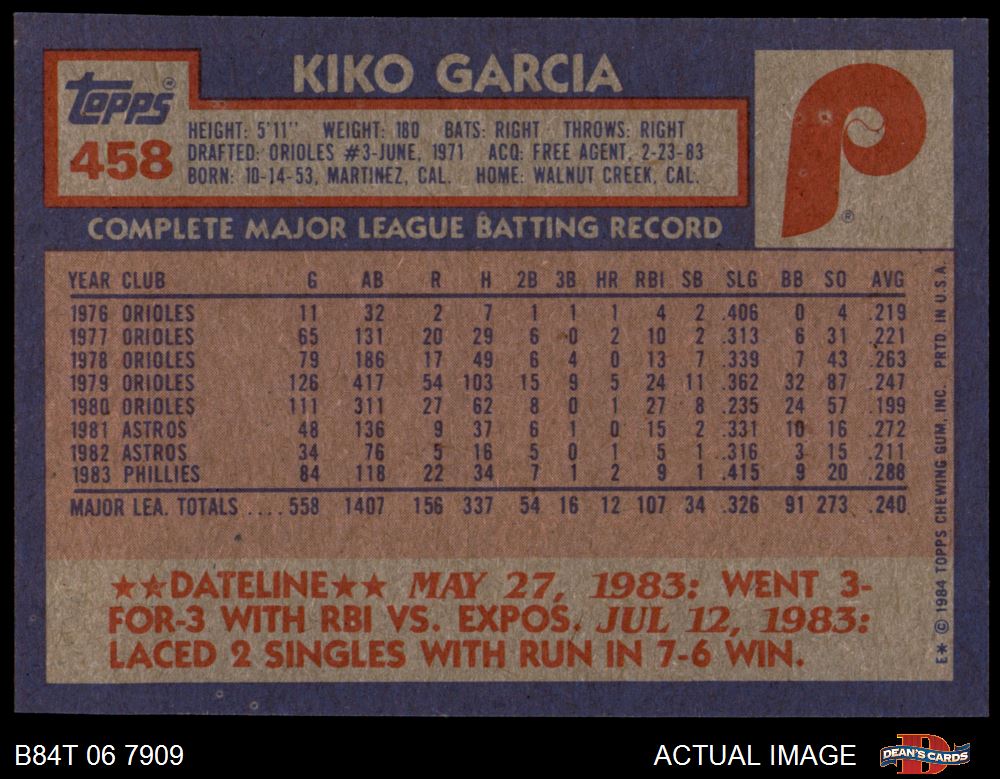 KIKO GARCIA
Topps®
458
HEIGHT: 5'11" WEIGHT: 180 BATS: RIGHT THROWS: RIGHT
DRAFTED: ORIOLES #3-JUNE, 1971 ACQ: FREE AGENT, 2-23-83
BORN: 10-14-53, MARTINEZ, CAL. HOME: WALNUT CREEK, CAL.
P
®
COMPLETE MAJOR LEAGUE BATTING RECORD
YEAR CLUB G AB R H 2B 3B HR RBI SB SLG BB SO AVG
1976 ORIOLES 11 32 2 7 1 1 1 4 2 .406 0 4 .219
1977 ORIOLES 65 131 20 29 6 0 2 10 2 .313 6 31 .221
1978 ORIOLES 79 186 17 49 6 4 0 13 7 .339 7 43 .263
1979 ORIOLES 126 417 54 103 15 9 5 24 11 .362 32 87 .247
1980 ORIOLES 111 311 27 62 8 0 1 27 8 .235 24 57 .199
1981 ASTROS 48 136 9 37 6 1 0 15 2 .331 10 16 .272
1982 ASTROS 34 76 5 16 5 0 1 5 1 .316 3 15 .211
1983 PHILLIES 84 118 22 34 7 1 2 9 1 .415 9 20 .288
MAJOR LEA. TOTALS .... 558 1407 156 337 54 16 12 107 34 .326 91 273 .240
★★DATELINE★★ MAY 27, 1983: WENT 3-
FOR-3 WITH RBI VS. EXPOS. JUL 12, 1983:
LACED 2 SINGLES WITH RUN IN 7-6 WIN.
E* © 1984 TOPPS CHEWING GUM, INC. PRTD. IN U.S.A.
B84T 06 7909
ACTUAL IMAGE
D
DEAN'S CARDS